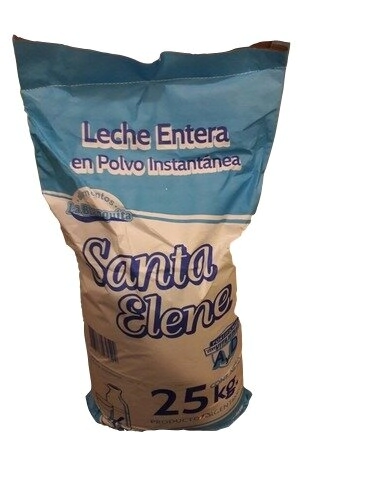 Leche Entera
en Polvo Instantánea
Santa
Elene
A D
25 kg.